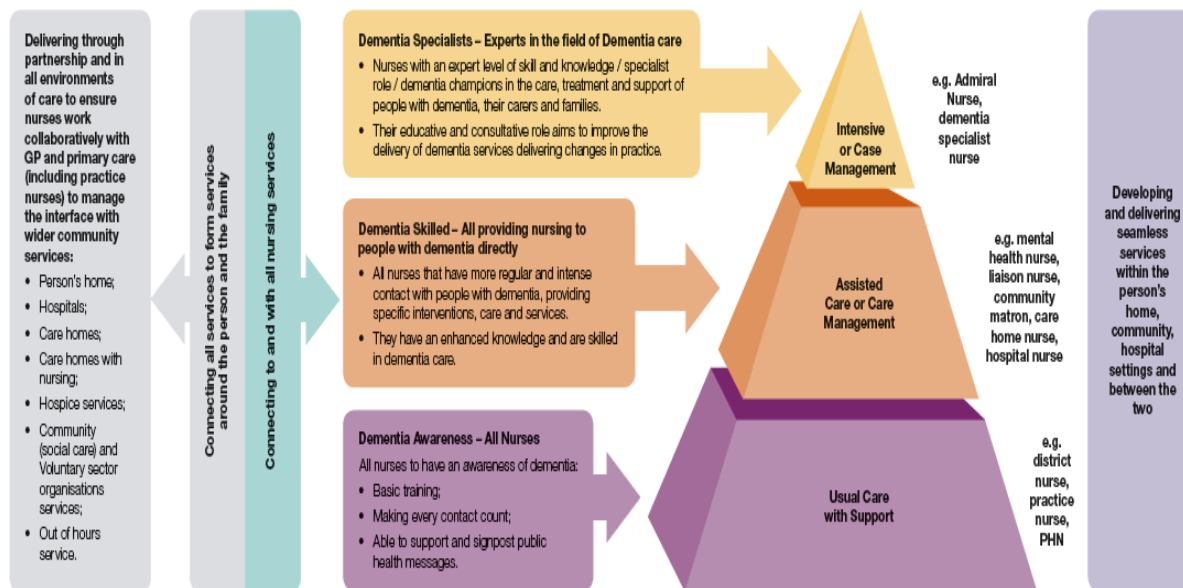 Delivering through
partnership and in
all environments
of care to ensure
nurses work
collaboratively with
GP and primary care
(including practice
nurses) to manage
the interface with
wider community
services:
• Person's home;
• Hospitals;
• Care homes;
• Care homes with
nursing;
• Hospice services;
• Community
(social care) and
Voluntary sector
organisations
services;
• Out of hours
service.
Connecting all services to form services
around the person and the family
Connecting to and with all nursing services
Dementia Specialists – Experts in the field of Dementia care
• Nurses with an expert level of skill and knowledge / specialist
role / dementia champions in the care, treatment and support of
people with dementia, their carers and families.
• Their educative and consultative role aims to improve the
delivery of dementia services delivering changes in practice.
Dementia Skilled – All providing nursing to
people with dementia directly
• All nurses that have more regular and intense
contact with people with dementia, providing
specific interventions, care and services.
• They have an enhanced knowledge and are skilled
in dementia care.
Dementia Awareness – All Nurses
All nurses to have an awareness of dementia:
• Basic training;
• Making every contact count;
• Able to support and signpost public
health messages.
Intensive
or Case
Management
Assisted
Care or Care
Management
Usual Care
with Support
e.g. Admiral
Nurse,
dementia
specialist
nurse
e.g. mental
health nurse,
liaison nurse,
community
matron, care
home nurse,
hospital nurse
e.g.
district
nurse,
practice
nurse,
PHN
Developing
and delivering
seamless
services
within the
person's
home,
community,
hospital
settings and
between the
two